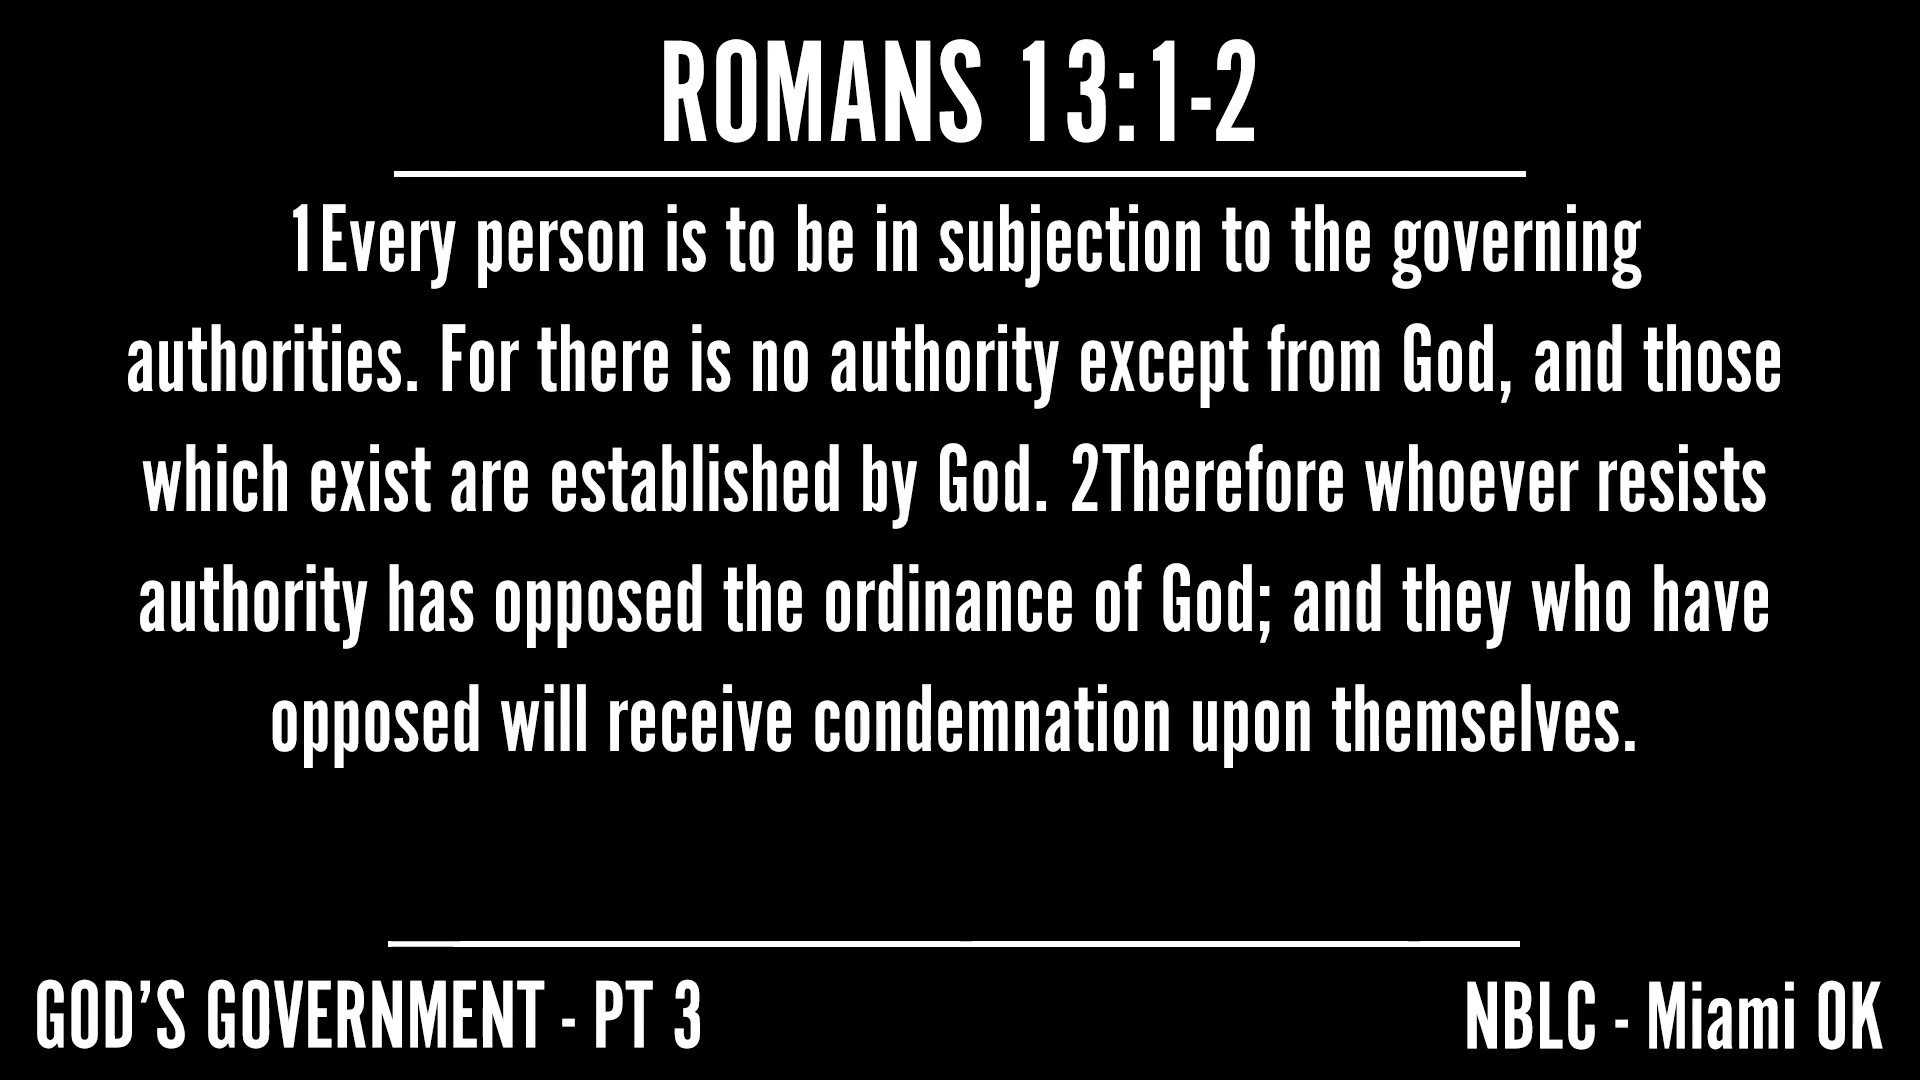 ROMANS 13:1-2
1Every person is to be in subjection to the governing
authorities. For there is no authority except from God, and those
which exist are established by God. 2Therefore whoever resists
authority has opposed the ordinance of God; and they who have
opposed will receive condemnation upon themselves.
GOD’S GOVERNMENT - PT 3
NBLC - Miami OK